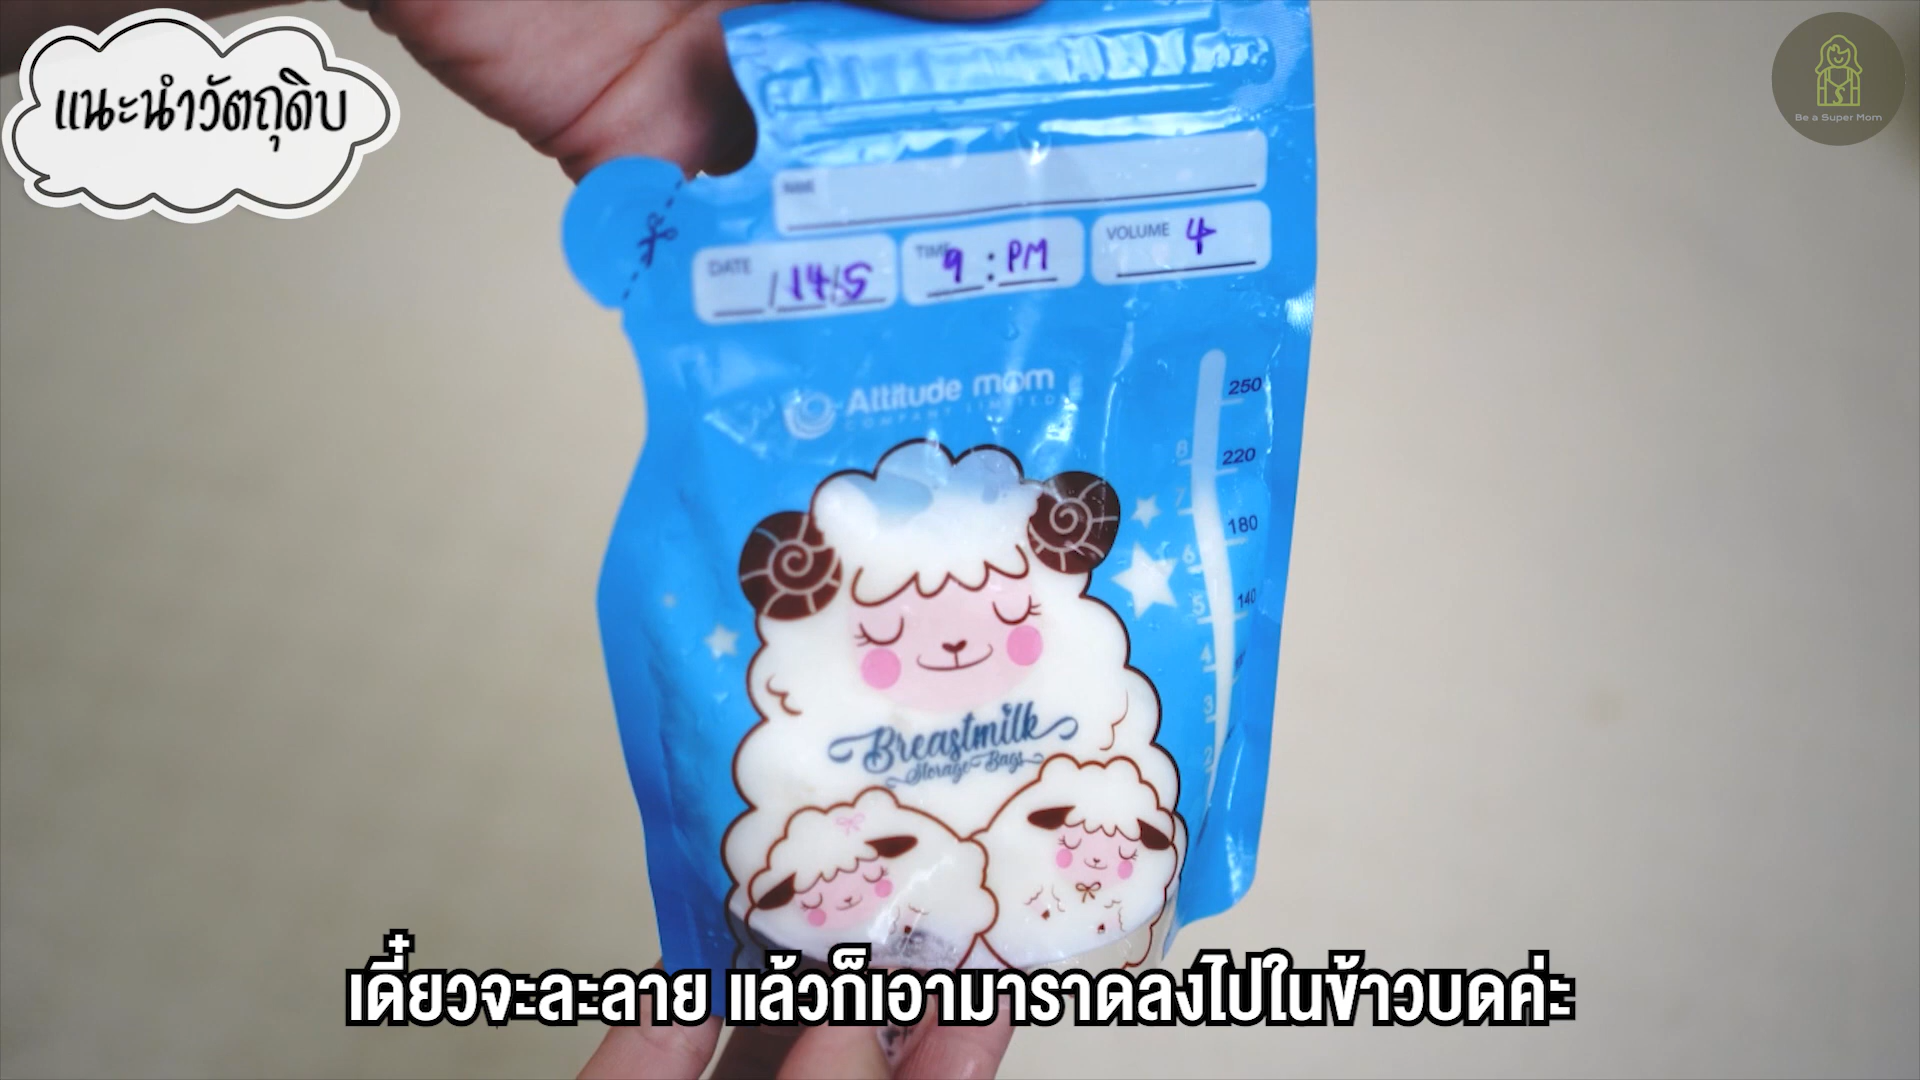 แนะนำวัตถุดิบ
Be a Super Mom
NAME
DATE /14/5
TIME 9 : PM
VOLUME 4
Attitude mom
COMPANY LIMITED
250
8 220
7
180
6
5 140
4
3
2
Breastmilk
Storage Bags
เดี๋ยวจะละลาย แล้วก็เอามาราดลงไปในข้าวบดค่ะ